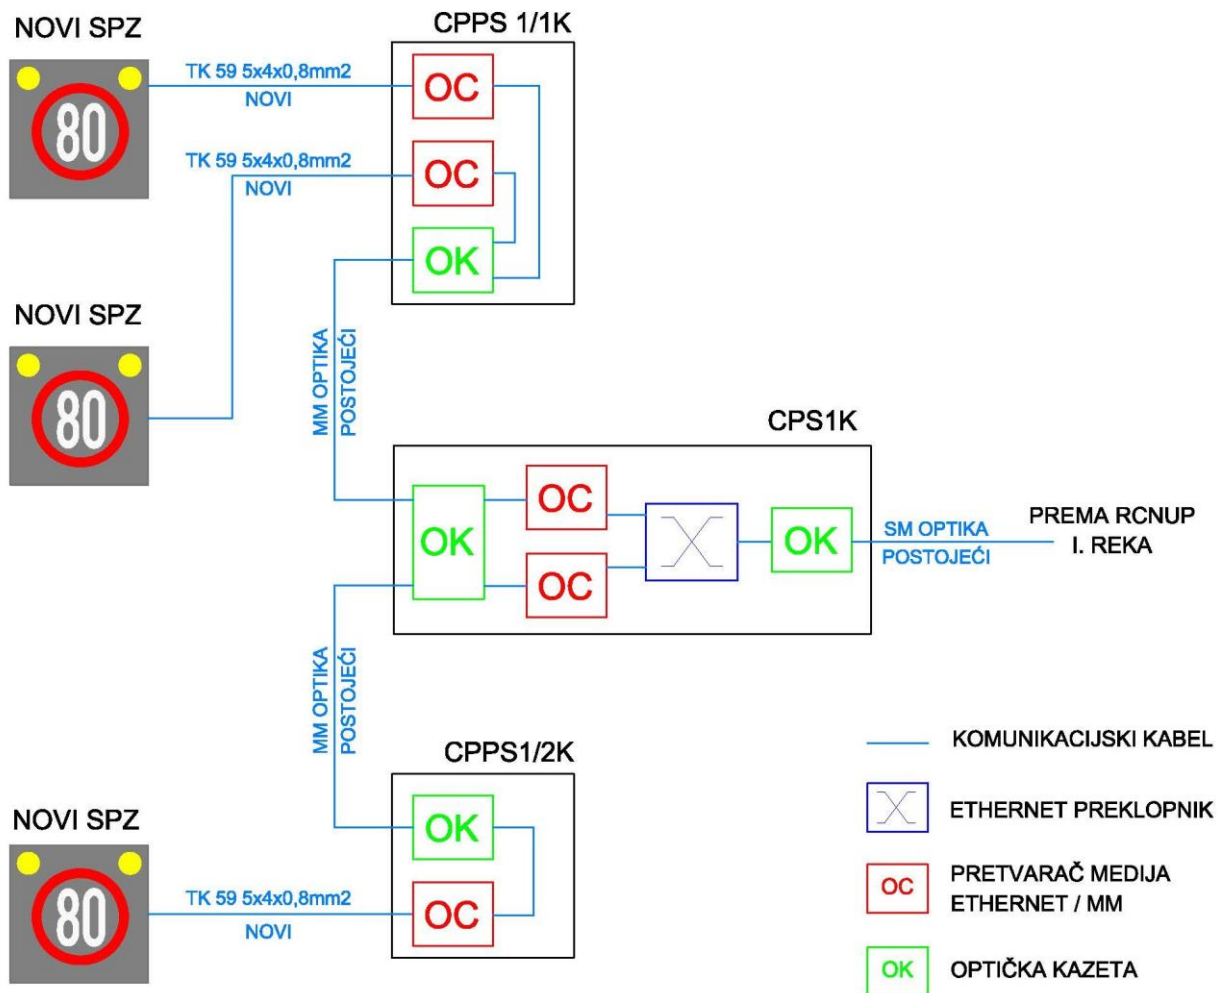 NOVI SPZ
80
TK 59 5x4x0,8mm2
NOVI
TK 59 5x4x0,8mm2
NOVI
CPPS 1/1K
OC
OC
OK
NOVI SPZ
80
MM OPTIKA
POSTOJEĆI
CPS1K
OK
OC
OC
OK
SM OPTIKA
POSTOJEĆI
PREMA RCNUP
I. REKA
MM OPTIKA
POSTOJEĆI
CPPS1/2K
OK
OC
NOVI SPZ
80
TK 59 5x4x0,8mm2
NOVI
KOMUNIKACIJSKI KABEL
ETHERNET PREKLOPNIK
OC
PRETVARAČ MEDIJA
ETHERNET / MM
OK
OPTIČKA KAZETA